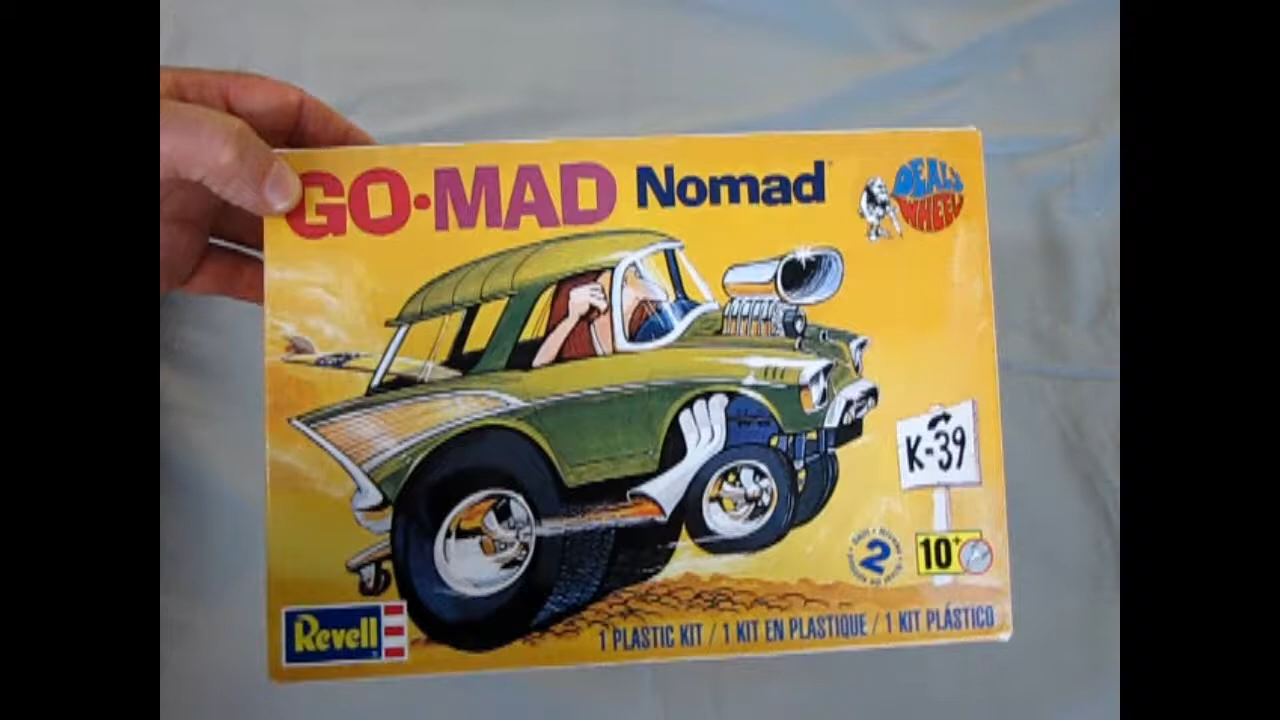 GO•MAD Nomad
DEAL'S
WHEELS
K-39
2
10+
Revell
1 PLASTIC KIT / 1 KIT EN PLASTIQUE / 1 KIT PLÁSTICO